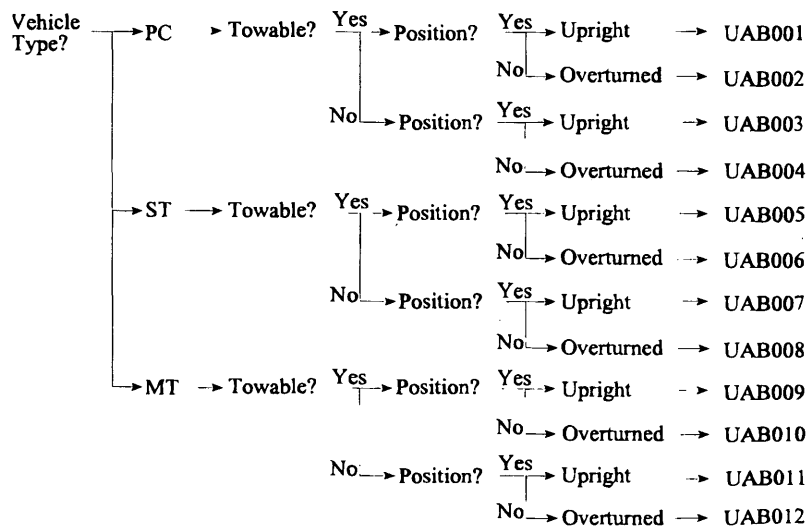 Vehicle Type? PC Towable? Yes Position? Yes Upright UAB001
No Overturned UAB002
No Position? Yes Upright UAB003
No Overturned UAB004
ST Towable? Yes Position? Yes Upright UAB005
No Overturned UAB006
No Position? Yes Upright UAB007
No Overturned UAB008
MT Towable? Yes Position? Yes Upright UAB009
No Overturned UAB010
No Position? Yes Upright UAB011
No Overturned UAB012